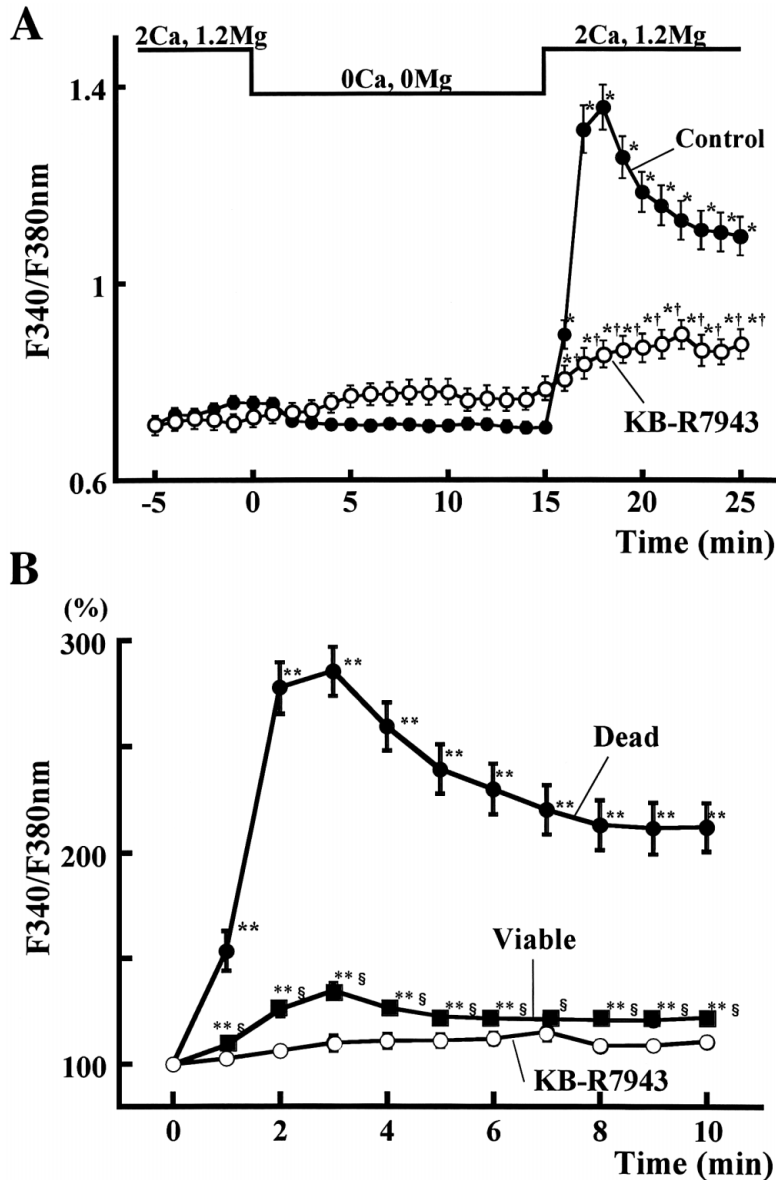 A
2Ca, 1.2Mg
2Ca, 1.2Mg
0Ca, 0Mg
1.4
* *
Control
*
*
*
*
* * *
*
F340/F380nm
1
*
*† *† *†*† *† *† *† *† *† *†
KB-R7943
0.6
-5 0 5 10 15 20 25
Time (min)
B
(%)
300
** **
**
Dead
**
**
** ** ** **
F340/F380nm
200
**
Viable
** § ** § ** § ** § ** § ** § § ** § ** § ** §
100
KB-R7943
0 2 4 6 8 10
Time (min)